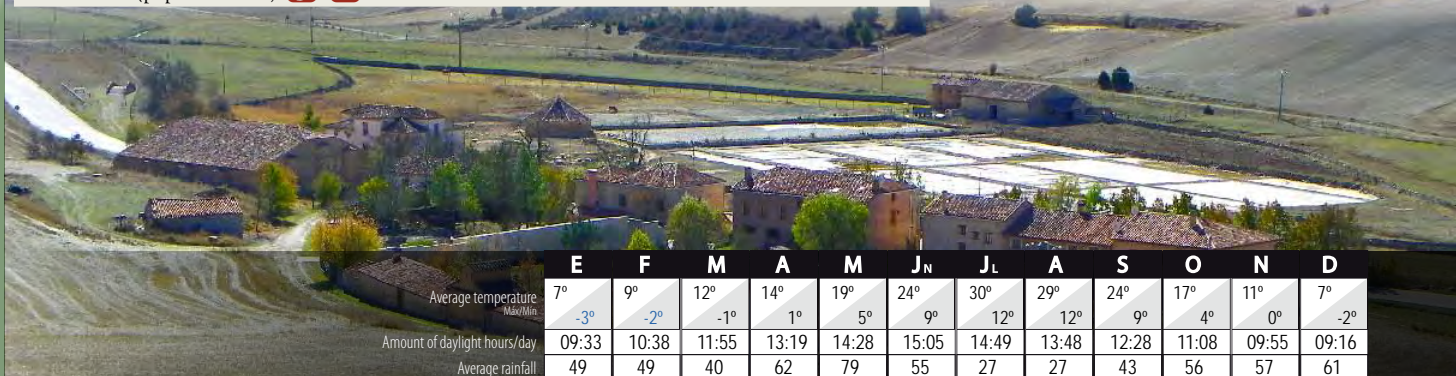 E F M A M JN JL A S O N D
Average temperature 7º 9º 12º 14º 19º 24º 30º 29º 24º 17º 11º 7º
Máx/Min -3º -2º -1º 1º 5º 9º 12º 12º 9º 4º 0º -2º
Amount of daylight hours/day 09:33 10:38 11:55 13:19 14:28 15:05 14:49 13:48 12:28 11:08 09:55 09:16
Average rainfall 49 49 40 62 79 55 27 27 43 56 57 61